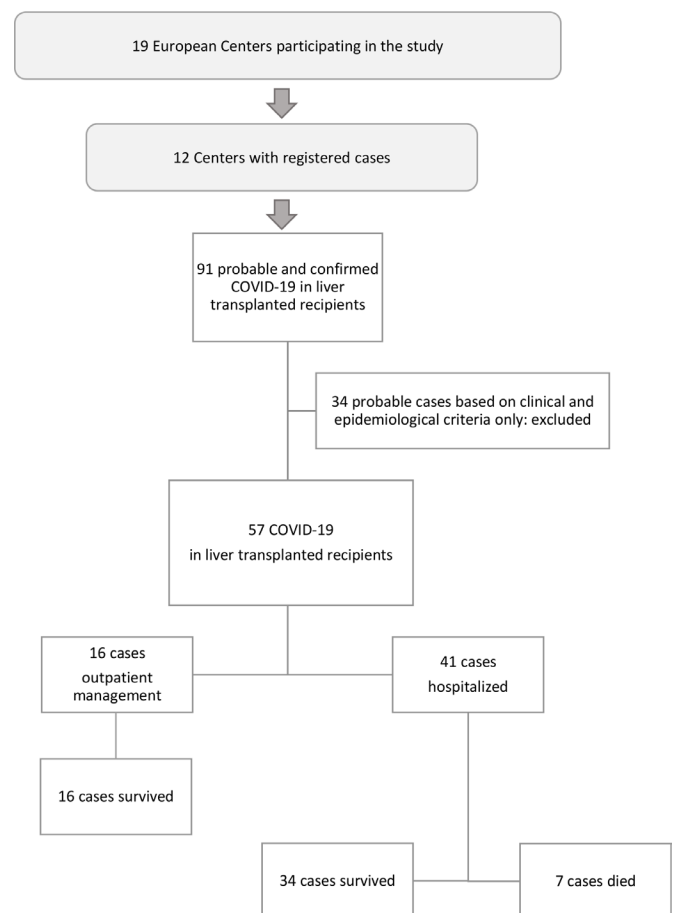 19 European Centers participating in the study
12 Centers with registered cases
91 probable and confirmed
COVID-19 in liver
transplanted recipients
34 probable cases based on clinical and
epidemiological criteria only: excluded
57 COVID-19
in liver transplanted recipients
16 cases
outpatient
management
41 cases
hospitalized
16 cases survived
34 cases survived
7 cases died